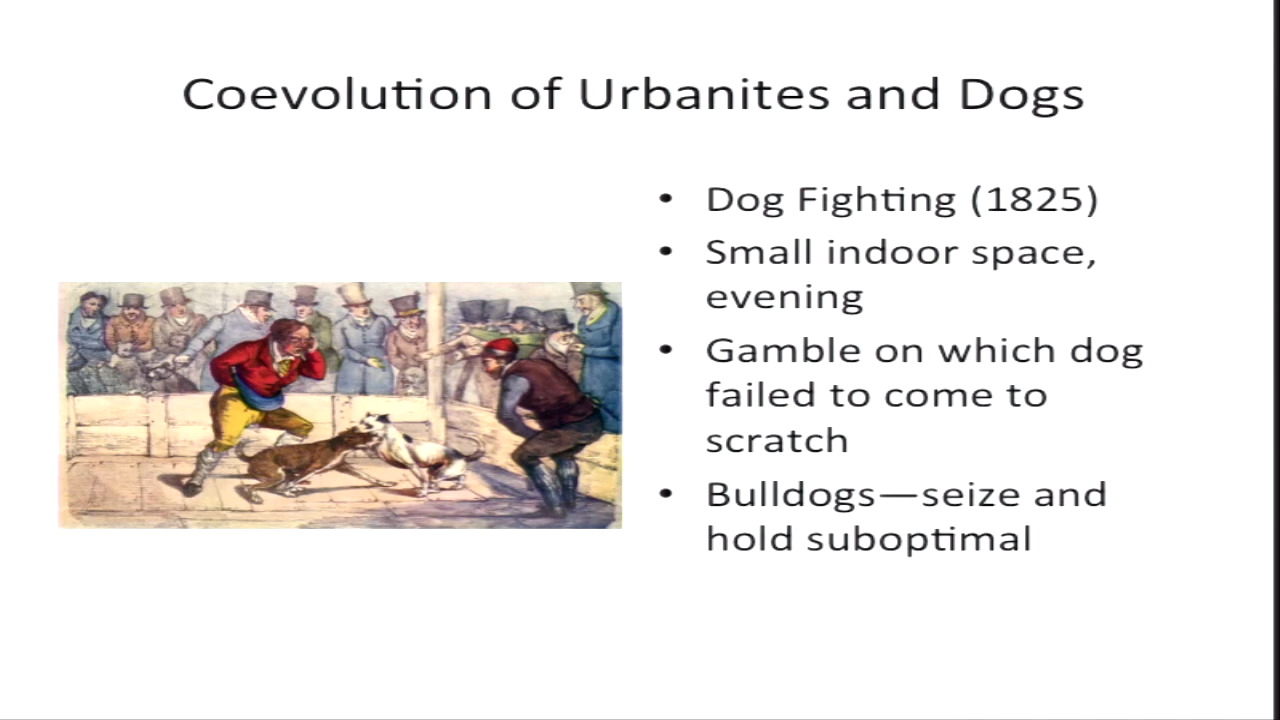 Coevolution of Urbanites and Dogs
• Dog Fighting (1825)
• Small indoor space,
evening
• Gamble on which dog
failed to come to
scratch
• Bulldogs—seize and
hold suboptimal